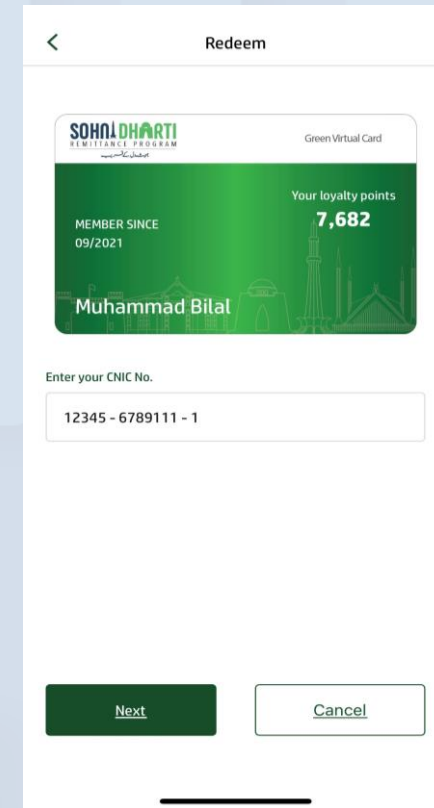 Redeem
SOHNI DHARTI
REMITTANCE PROGRAM
Green Virtual Card
Your loyalty points
7,682
MEMBER SINCE
09/2021
Muhammad Bilal
Enter your CNIC No.
12345 - 6789111 - 1
Next
Cancel